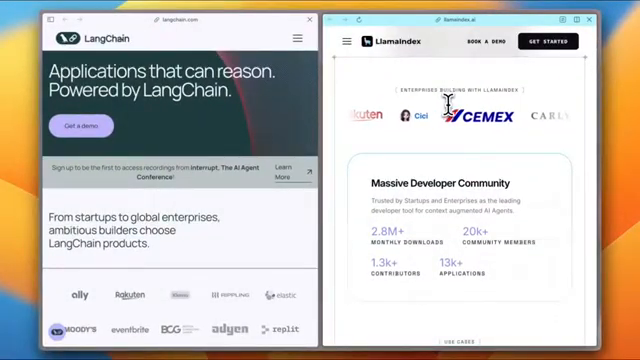 langchain.com
LangChain
Applications that can reason.
Powered by LangChain.
Get a demo
Sign up to be the first to access recordings from Interrupt, The AI Agent
Conference!
Learn
More
From startups to global enterprises,
ambitious builders choose
LangChain products.
ally
Rakuten
RIPPLING
elastic
MOODY'S
eventbrite
BCG
adyen
replit
llamaindex.ai
LlamaIndex
BOOK A DEMO
GET STARTED
[ ENTERPRISES BUILDING WITH LLAMAINDEX ]
kuten
Cici
CEMEX
CARLY
Massive Developer Community
Trusted by Startups and Enterprises as the leading
developer tool for context augmented AI Agents.
2.8M+
MONTHLY DOWNLOADS
20k+
COMMUNITY MEMBERS
1.3k+
CONTRIBUTORS
13k+
APPLICATIONS
[ USE CASES ]